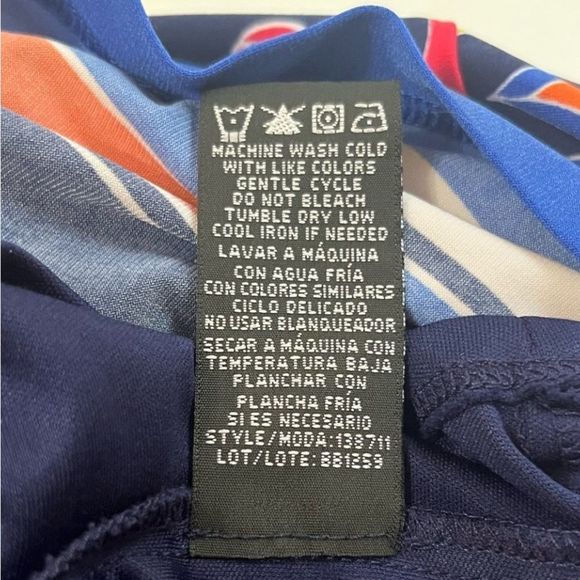 MACHINE WASH COLD
WITH LIKE COLORS
GENTLE CYCLE
DO NOT BLEACH
TUMBLE DRY LOW
COOL IRON IF NEEDED
LAVAR A MÁQUINA
CON AGUA FRÍA
CON COLORES SIMILARES
CICLO DELICADO
NO USAR BLANQUEADOR
SECAR A MÁQUINA CON
TEMPERATURA BAJA
PLANCHAR CON
PLANCHA FRÍA
SI ES NECESARIO
STYLE/MODA: 138711
LOT/LOTE: BB1259